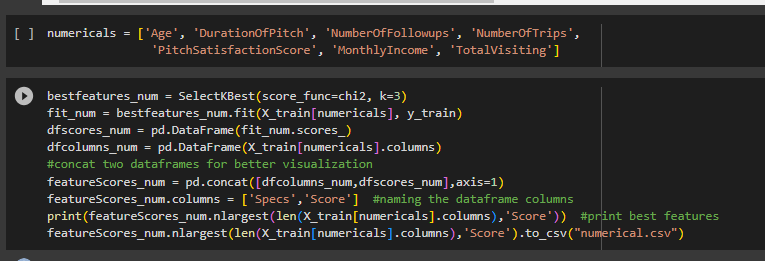 [ ] numericals = ['Age', 'DurationOfPitch', 'NumberOfFollowups', 'NumberOfTrips',
'PitchSatisfactionScore', 'MonthlyIncome', 'TotalVisiting']
bestfeatures_num = SelectKBest(score_func=chi2, k=3)
fit_num = bestfeatures_num.fit(X_train[numericals], y_train)
dfscores_num = pd.DataFrame(fit_num.scores_)
dfcolumns_num = pd.DataFrame(X_train[numericals].columns)
#concat two dataframes for better visualization
featureScores_num = pd.concat([dfcolumns_num,dfscores_num],axis=1)
featureScores_num.columns = ['Specs','Score']  #naming the dataframe columns
print(featureScores_num.nlargest(len(X_train[numericals].columns),'Score'))  #print best features
featureScores_num.nlargest(len(X_train[numericals].columns),'Score').to_csv("numerical.csv")